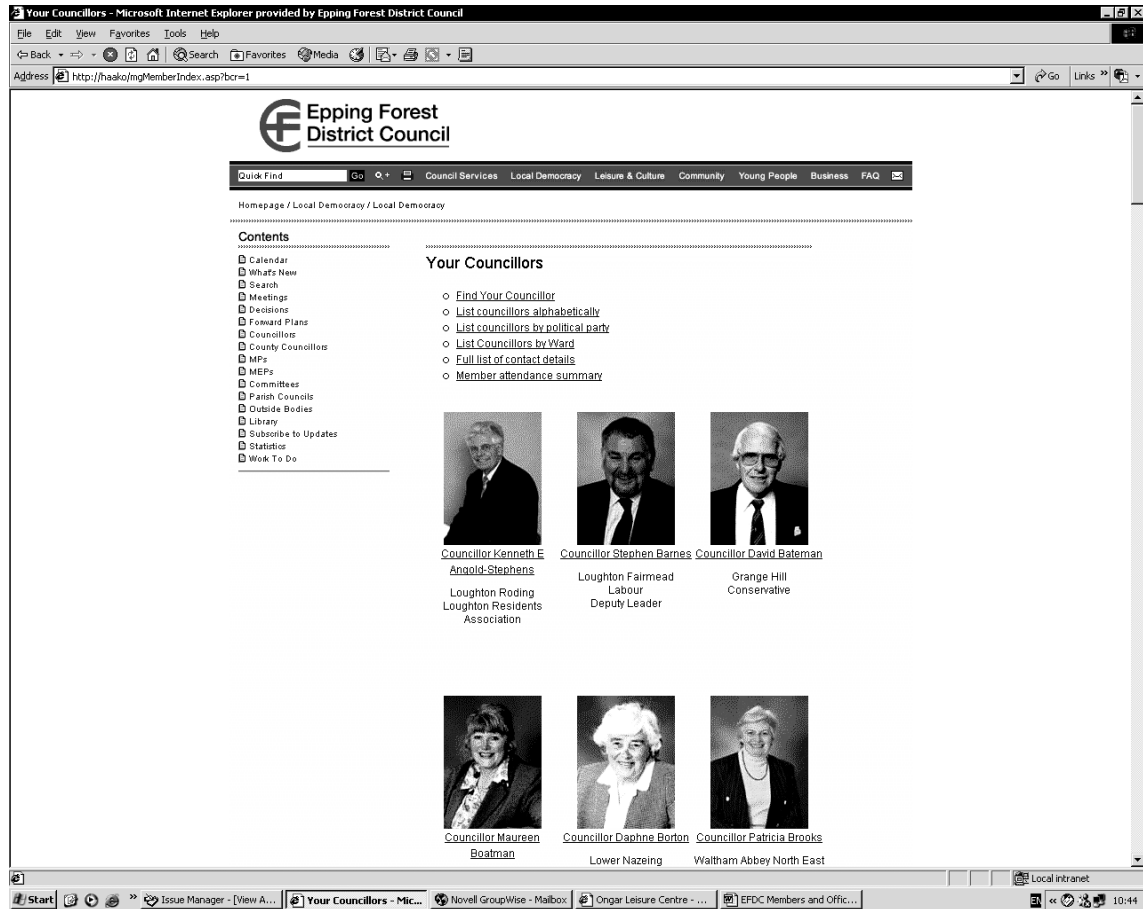 Your Councillors - Microsoft Internet Explorer provided by Epping Forest District Council
File Edit View Favorites Tools Help
Back Search Favorites Media
Address http://haako/mgMemberIndex.asp?bcr=1 Go Links »
Epping Forest
District Council
Quick Find Go Council Services Local Democracy Leisure & Culture Community Young People Business FAQ
Homepage / Local Democracy / Local Democracy
Contents
Calendar
What's New
Search
Meetings
Decisions
Forward Plans
Councillors
County Councillors
MPs
MEPs
Committees
Parish Councils
Outside Bodies
Library
Subscribe to Updates
Statistics
Work To Do
Your Councillors
Find Your Councillor
List councillors alphabetically
List councillors by political party
List Councillors by Ward
Full list of contact details
Member attendance summary
Councillor Kenneth E
Angold-Stephens
Loughton Roding
Loughton Residents
Association
Councillor Stephen Barnes
Loughton Fairmead
Labour
Deputy Leader
Councillor David Bateman
Grange Hill
Conservative
Councillor Maureen
Boatman
Councillor Daphne Borton
Lower Nazeing
Councillor Patricia Brooks
Waltham Abbey North East
Local intranet
Start » Issue Manager - [View A... Your Councillors - Mic... Novell GroupWise - Mailbox Ongar Leisure Centre - ... EFDC Members and Offic... « 10:44